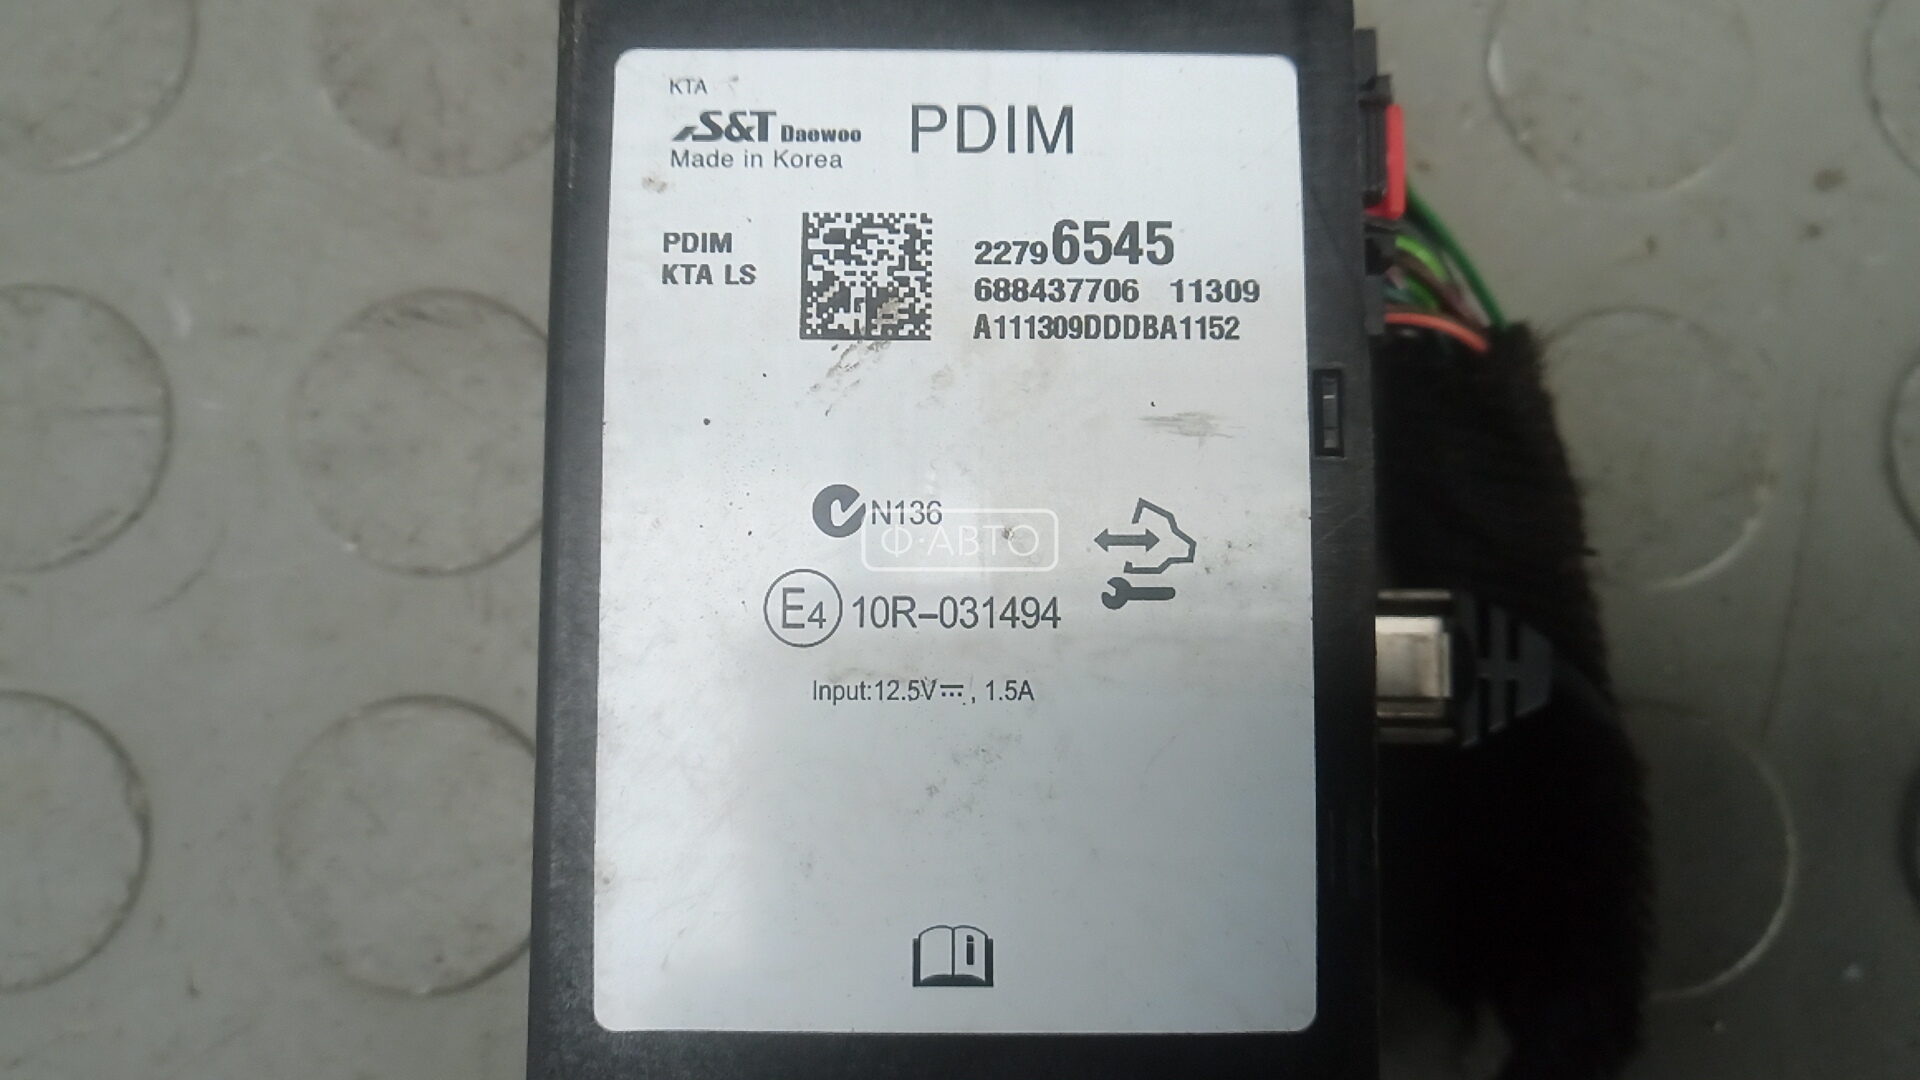 KTA
S&T Daewoo PDIM
Made in Korea
PDIM
KTA LS
22796545
688437706 11309
A111309DDDBA1152
N136
Ф·АВТО
E4 10R-031494
Input:12.5V⎓, 1.5A
i